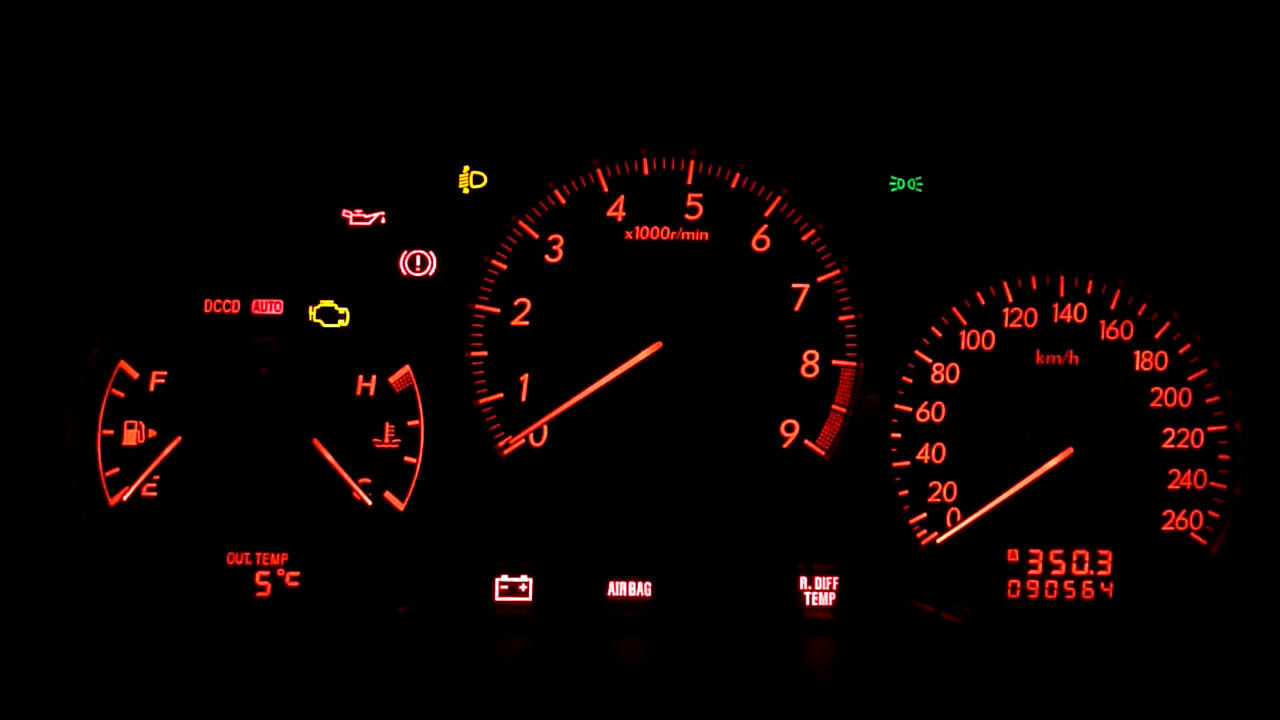 4 5
x1000r/min
3 6
2 7
1 8
0 9
DCCD AUTO
F H
E C
OUT. TEMP
5°C
120 140
100 160
km/h
80 180
60 200
40 220
20 240
0 260
A 350.3
090564
AIRBAG
R. DIFF
TEMP